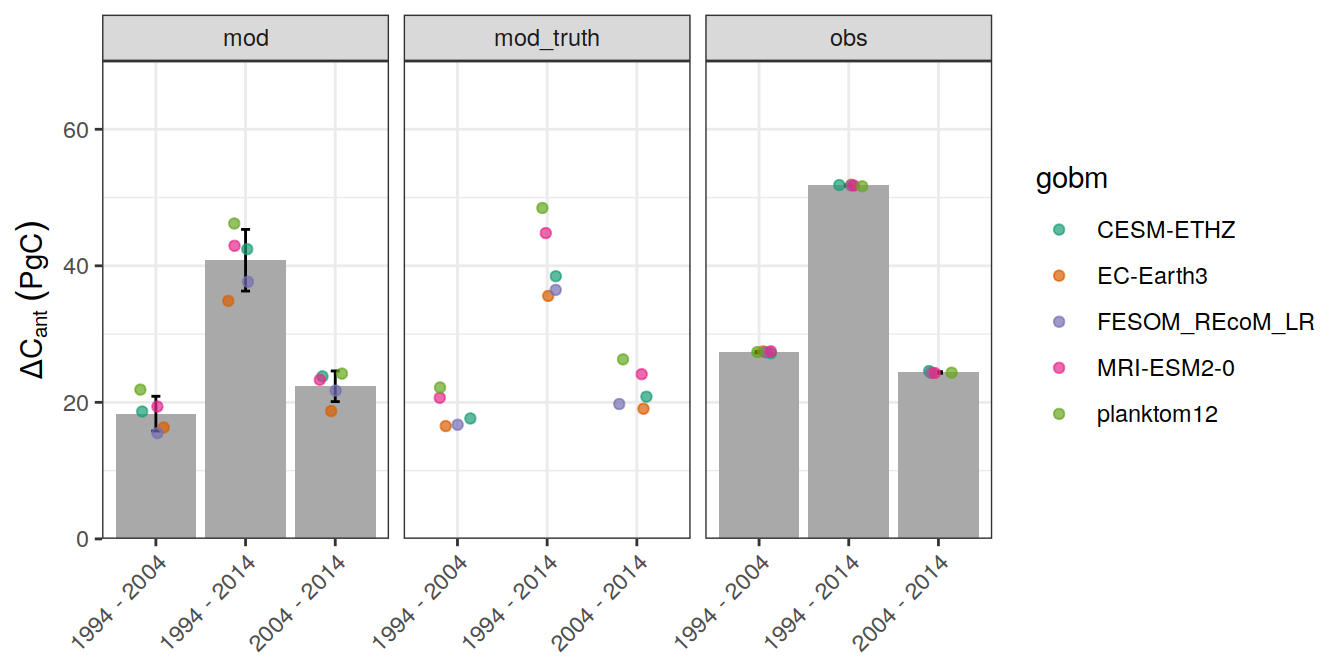 mod
mod_truth
obs
ΔCant (PgC)
60
40
20
0
1994 - 2004
1994 - 2014
2004 - 2014
1994 - 2004
1994 - 2014
2004 - 2014
1994 - 2004
1994 - 2014
2004 - 2014
gobm
CESM-ETHZ
EC-Earth3
FESOM_REcoM_LR
MRI-ESM2-0
planktom12